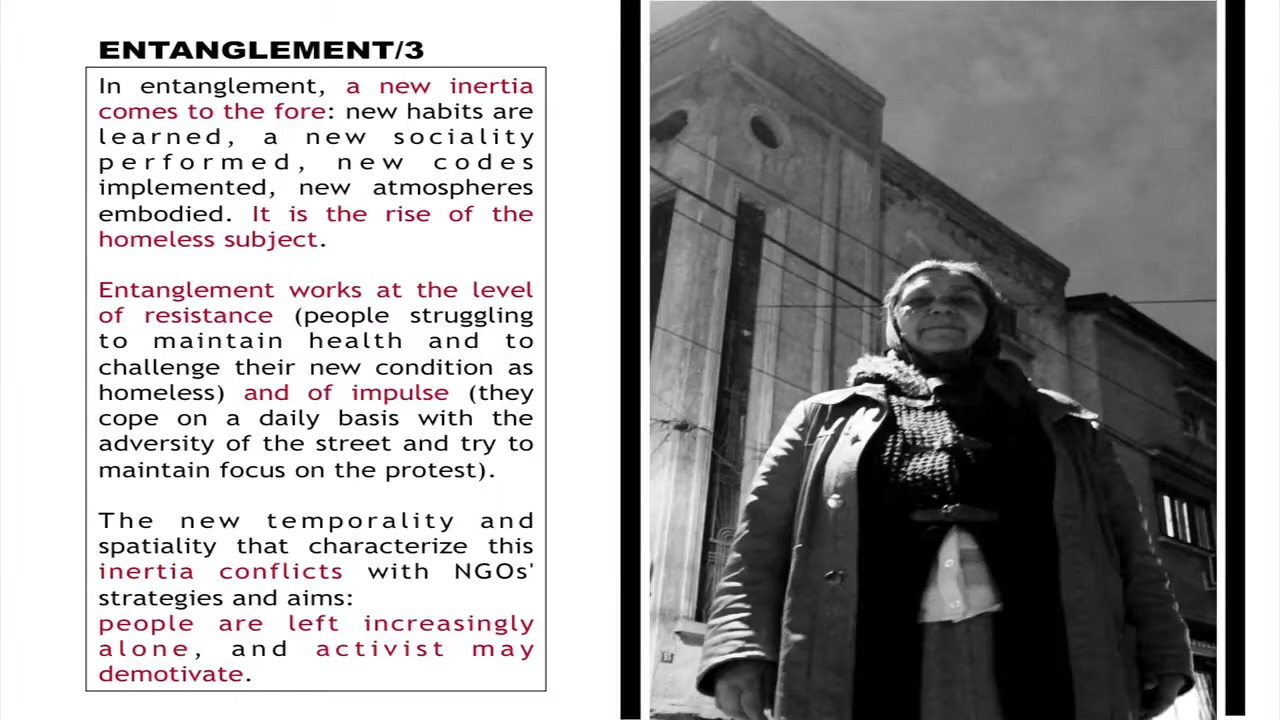 ENTANGLEMENT/3
In entanglement, a new inertia
comes to the fore: new habits are
learned, a new sociality
performed, new codes
implemented, new atmospheres
embodied. It is the rise of the
homeless subject.
Entanglement works at the level
of resistance (people struggling
to maintain health and to
challenge their new condition as
homeless) and of impulse (they
cope on a daily basis with the
adversity of the street and try to
maintain focus on the protest).
The new temporality and
spatiality that characterize this
inertia conflicts with NGOs'
strategies and aims:
people are left increasingly
alone, and activist may
demotivate.